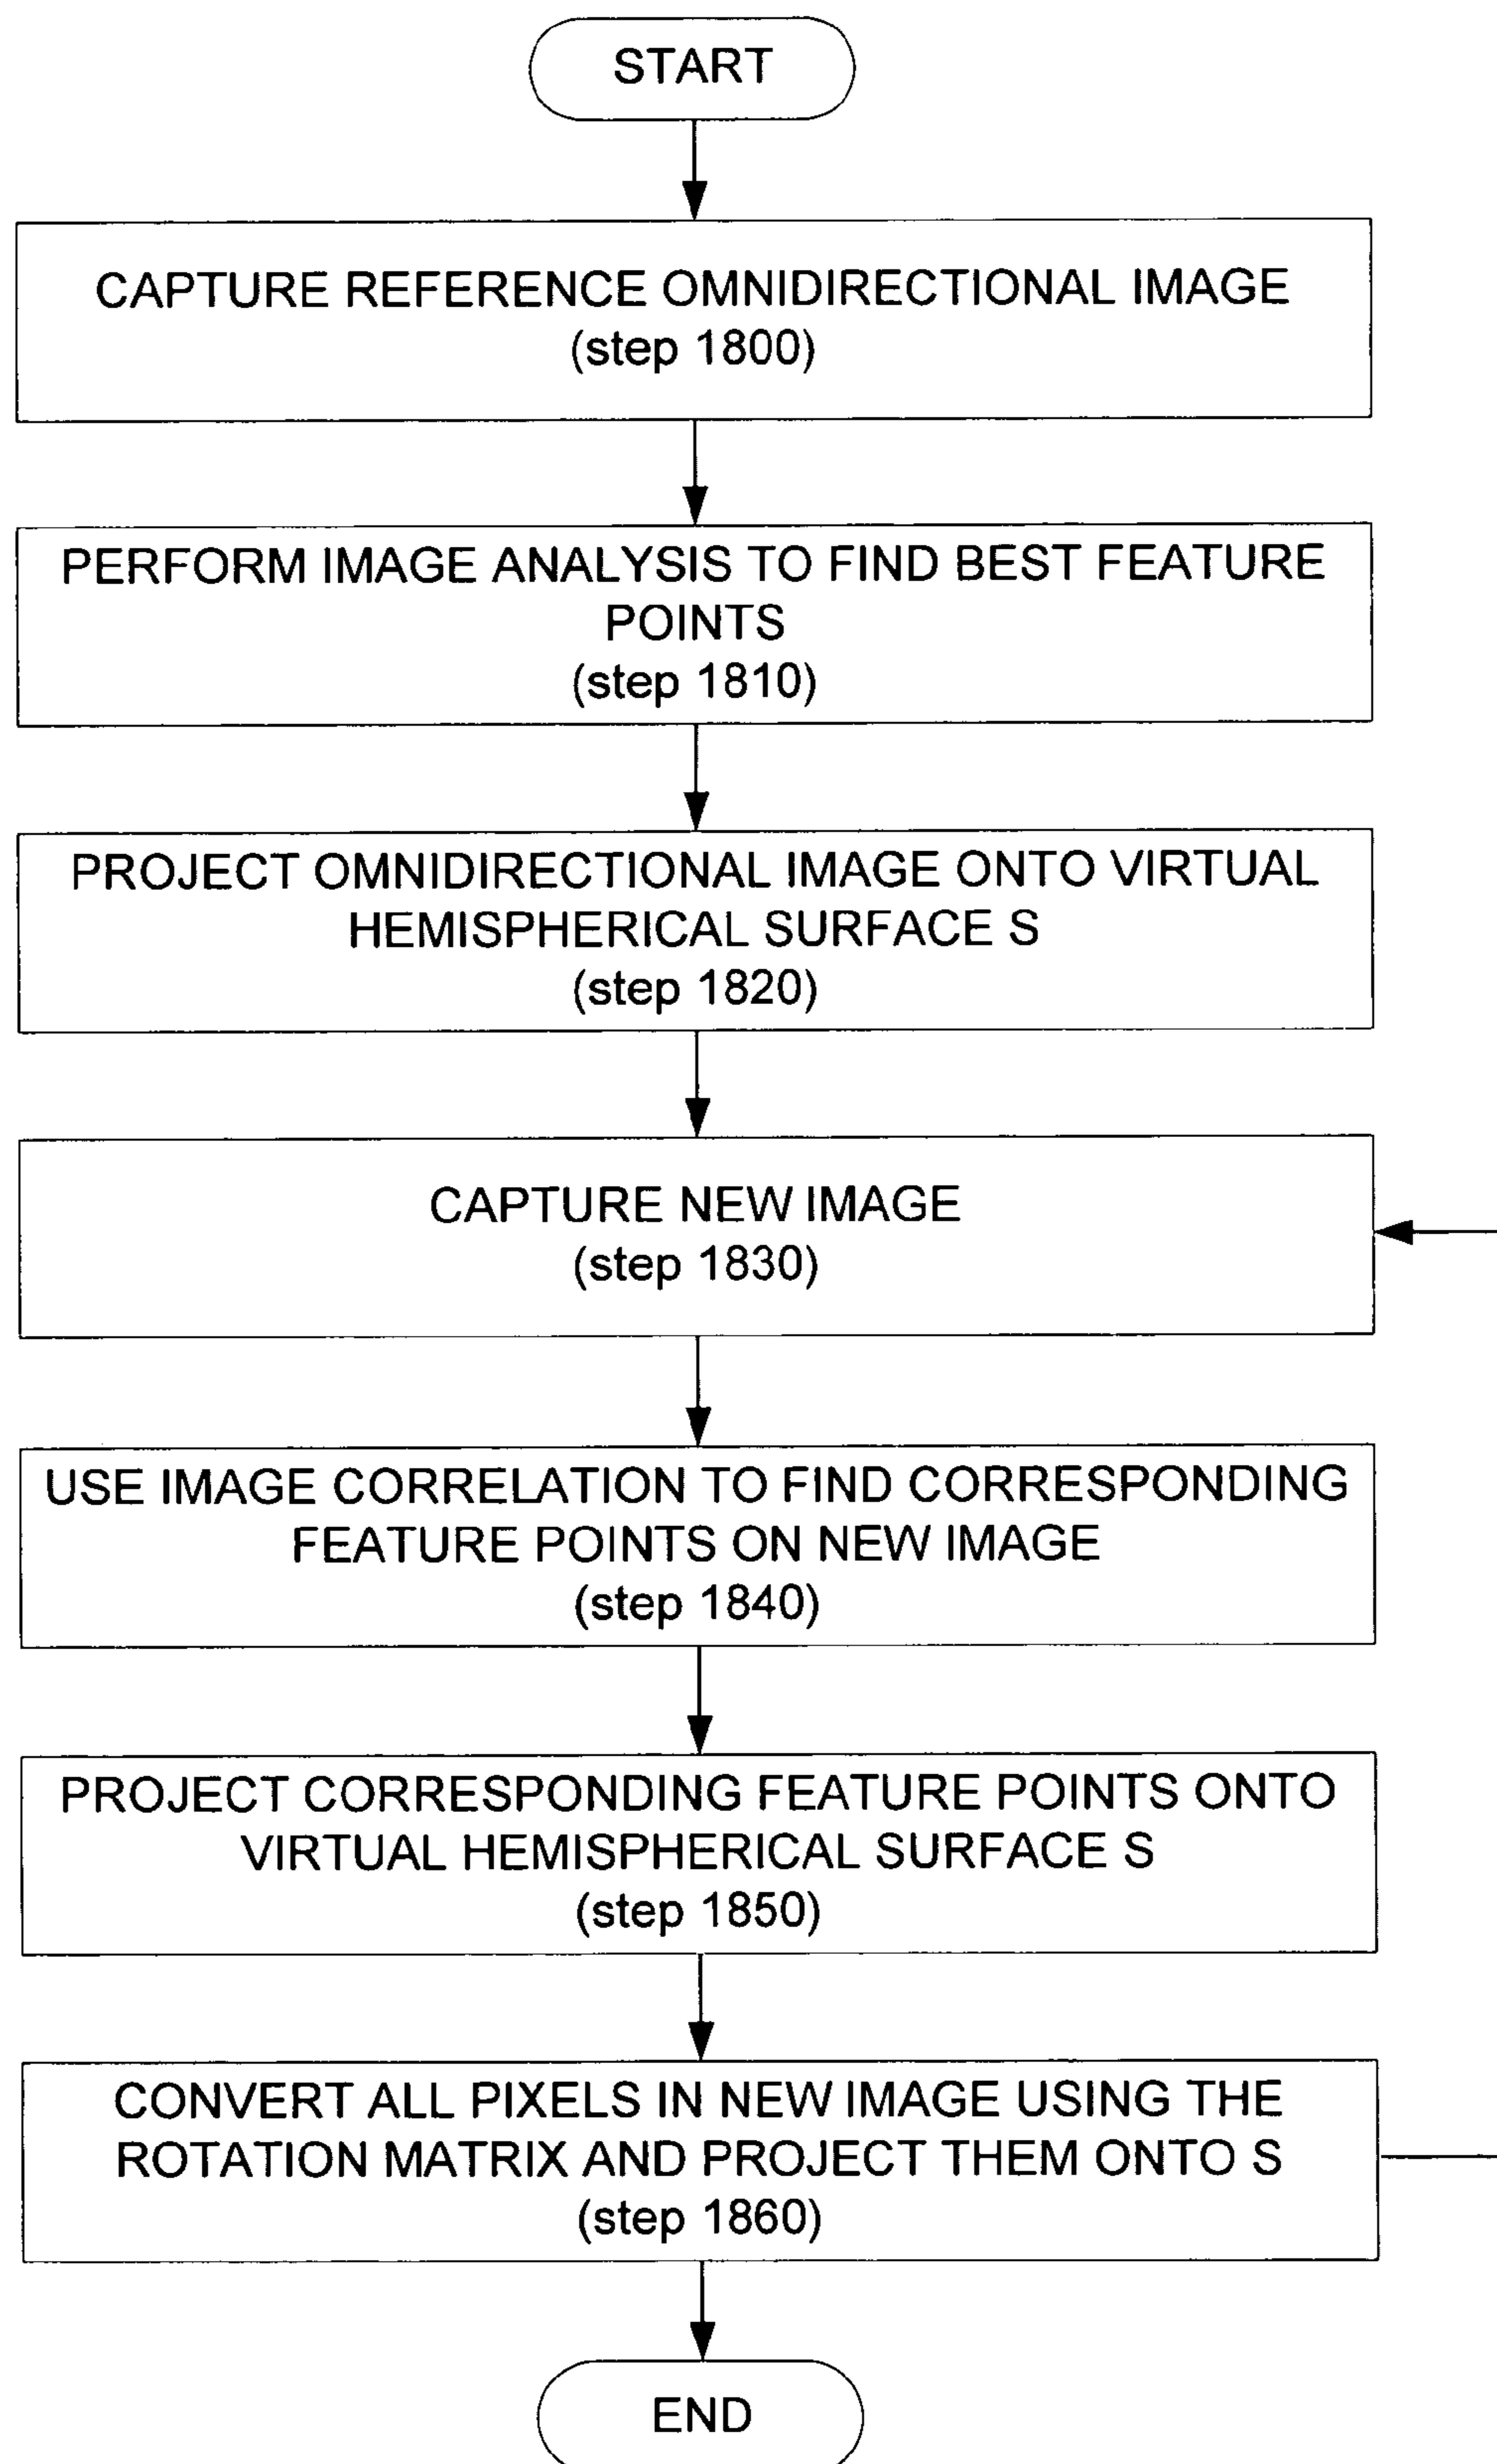 START
CAPTURE REFERENCE OMNIDIRECTIONAL IMAGE
(step 1800)
PERFORM IMAGE ANALYSIS TO FIND BEST FEATURE
POINTS
(step 1810)
PROJECT OMNIDIRECTIONAL IMAGE ONTO VIRTUAL
HEMISPHERICAL SURFACE S
(step 1820)
CAPTURE NEW IMAGE
(step 1830)
USE IMAGE CORRELATION TO FIND CORRESPONDING
FEATURE POINTS ON NEW IMAGE
(step 1840)
PROJECT CORRESPONDING FEATURE POINTS ONTO
VIRTUAL HEMISPHERICAL SURFACE S
(step 1850)
CONVERT ALL PIXELS IN NEW IMAGE USING THE
ROTATION MATRIX AND PROJECT THEM ONTO S
(step 1860)
END